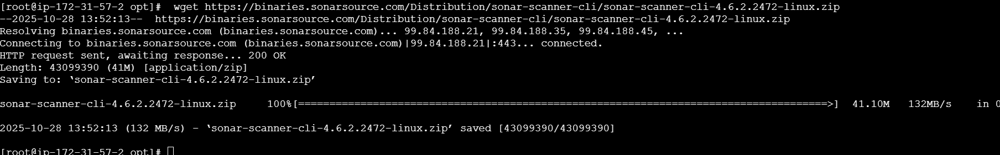 [root@ip-172-31-57-2 opt]#  wget https://binaries.sonarsource.com/Distribution/sonar-scanner-cli/sonar-scanner-cli-4.6.2.2472-linux.zip
--2025-10-28 13:52:13--  https://binaries.sonarsource.com/Distribution/sonar-scanner-cli/sonar-scanner-cli-4.6.2.2472-linux.zip
Resolving binaries.sonarsource.com (binaries.sonarsource.com)... 99.84.188.21, 99.84.188.35, 99.84.188.45, ...
Connecting to binaries.sonarsource.com (binaries.sonarsource.com)|99.84.188.21|:443... connected.
HTTP request sent, awaiting response... 200 OK
Length: 43099390 (41M) [application/zip]
Saving to: ‘sonar-scanner-cli-4.6.2.2472-linux.zip’
sonar-scanner-cli-4.6.2.2472-linux.zip     100%[=====================================================================================>]  41.10M   132MB/s    in 0
2025-10-28 13:52:13 (132 MB/s) - ‘sonar-scanner-cli-4.6.2.2472-linux.zip’ saved [43099390/43099390]
[root@ip-172-31-57-2 opt]#